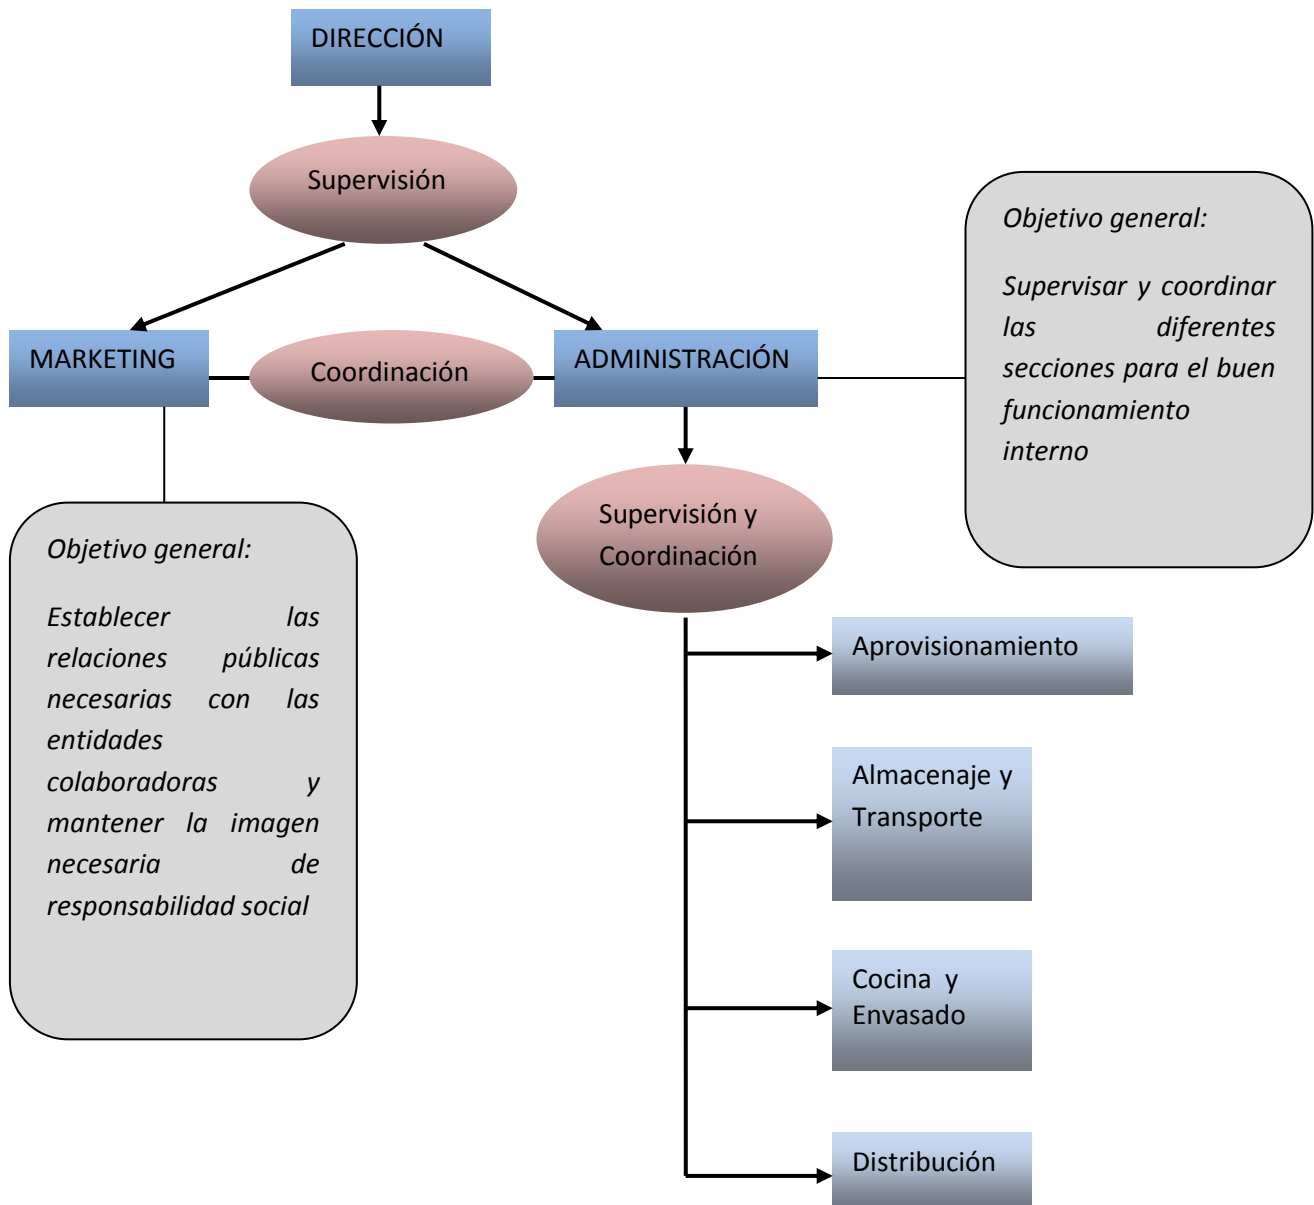 DIRECCIÓN
Supervisión
Objetivo general:
Supervisar y coordinar
las diferentes
secciones para el buen
funcionamiento
interno
MARKETING
Coordinación
ADMINISTRACIÓN
Supervisión y
Coordinación
Objetivo general:
Establecer las
relaciones públicas
necesarias con las
entidades
colaboradoras y
mantener la imagen
necesaria de
responsabilidad social
Aprovisionamiento
Almacenaje y
Transporte
Cocina y
Envasado
Distribución